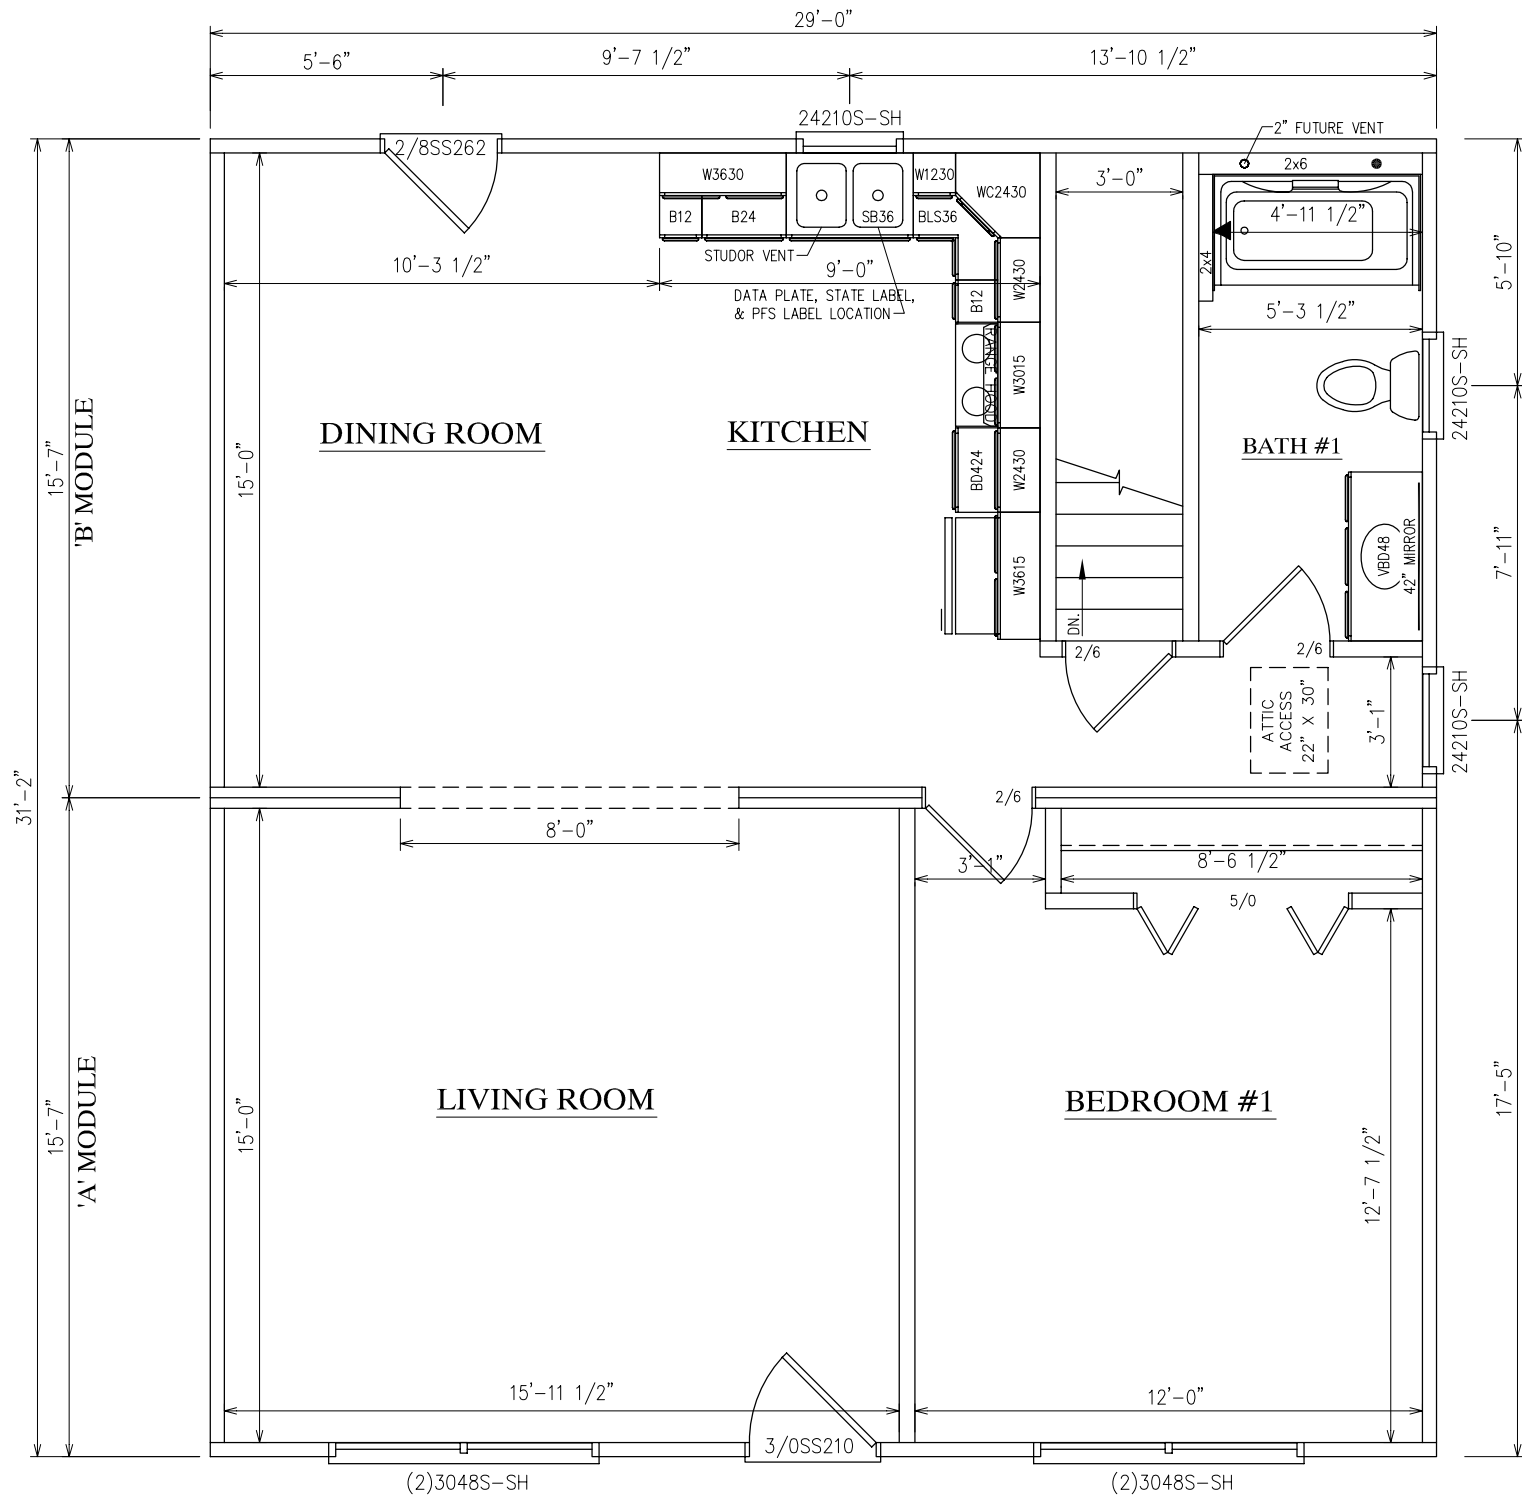 29'-0"
5'-6"
9'-7 1/2"
13'-10 1/2"
24210S-SH
2" FUTURE VENT
2/8SS262
2x6
W3630
W1230
WC2430
3'-0"
B12
B24
SB36
BLS36
4'-11 1/2"
STUDOR VENT
10'-3 1/2"
9'-0"
W2430
2x4
5'-10"
DATA PLATE, STATE LABEL,
& PFS LABEL LOCATION
B12
5'-3 1/2"
RANGE HOOD
W3015
24210S-SH
DINING ROOM
KITCHEN
BATH #1
15'-7"
'B' MODULE
15'-0"
BD424
W2430
7'-11"
VBD48
42" MIRROR
W3615
DN.
2/6
2/6
ATTIC
ACCESS
22" X 30"
3'-1"
24210S-SH
31'-2"
2/6
8'-0"
3'-1"
8'-6 1/2"
5/0
LIVING ROOM
BEDROOM #1
15'-7"
'A' MODULE
15'-0"
12'-7 1/2"
17'-5"
15'-11 1/2"
12'-0"
3/0SS210
(2)3048S-SH
(2)3048S-SH